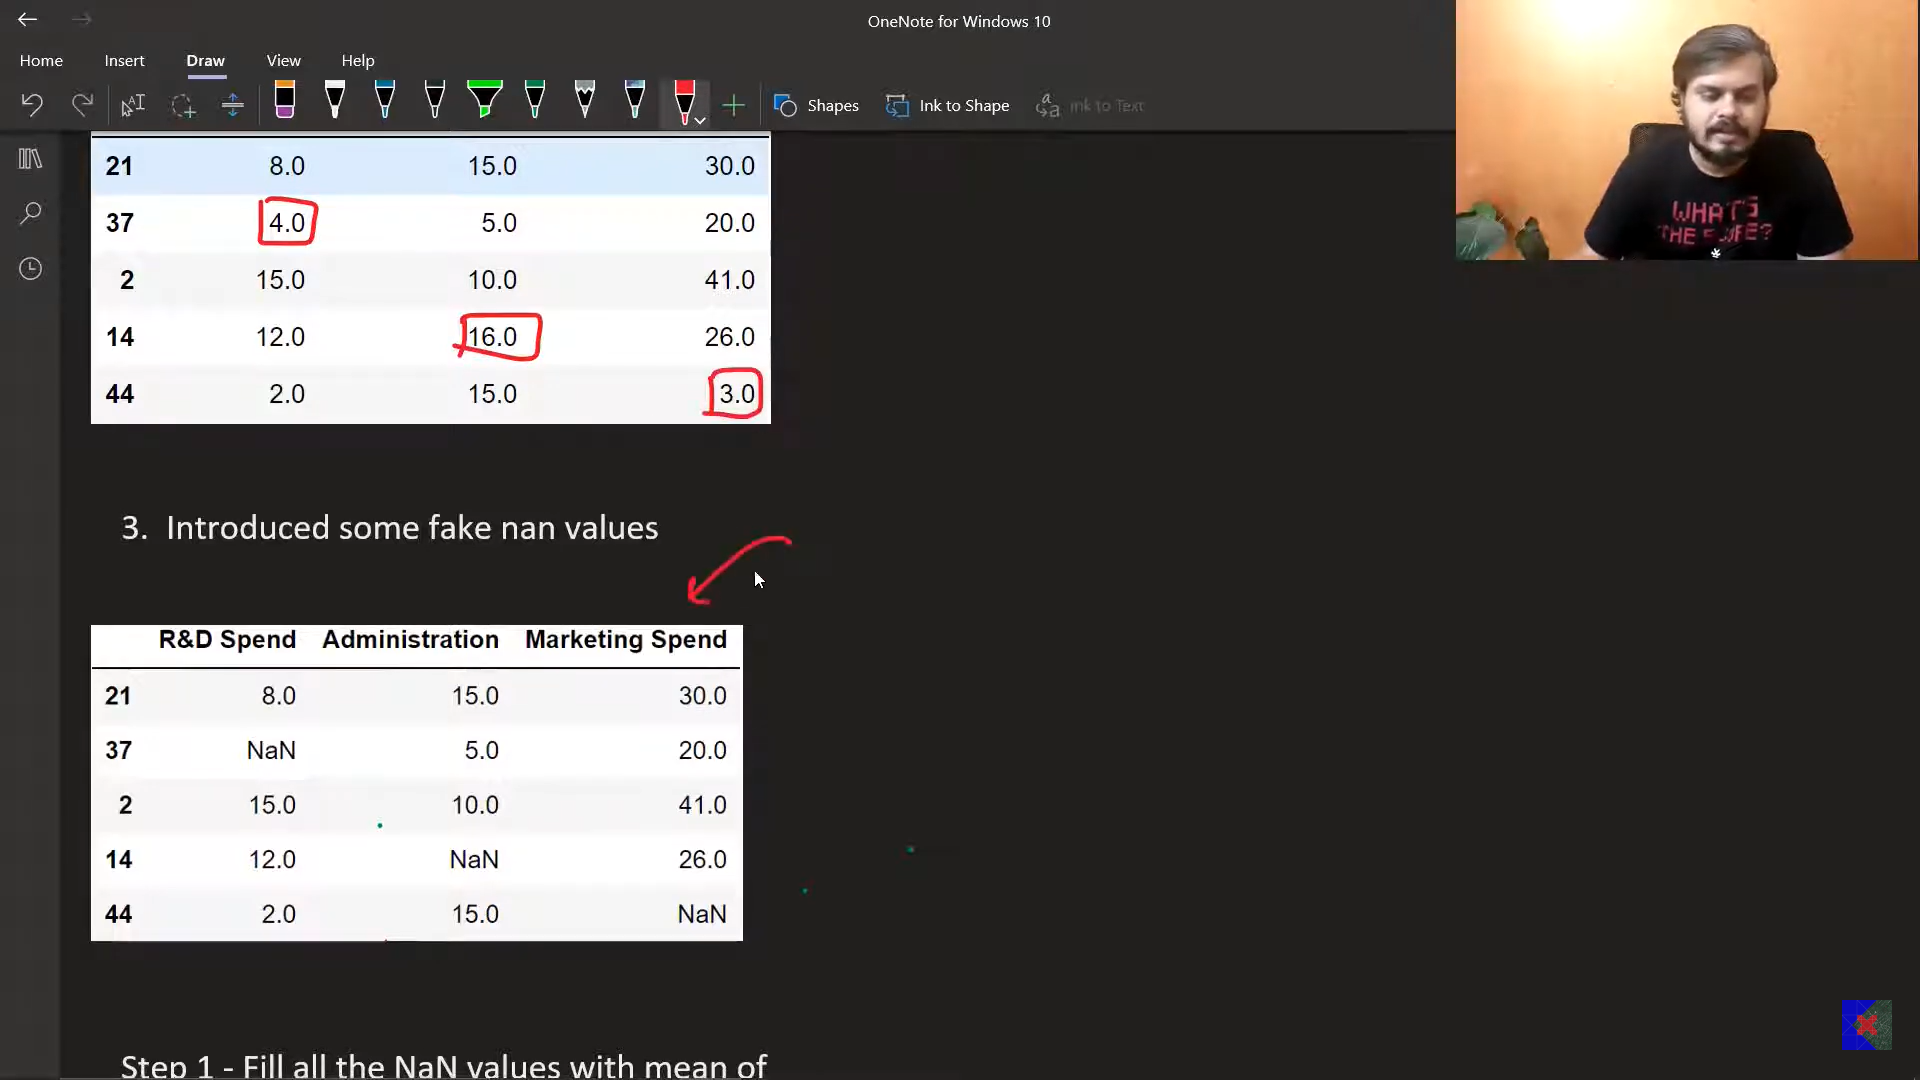 OneNote for Windows 10
Home Insert Draw View Help
Shapes Ink to Shape Ink to Text
21 8.0 15.0 30.0
37 4.0 5.0 20.0
2 15.0 10.0 41.0
14 12.0 16.0 26.0
44 2.0 15.0 3.0
3. Introduced some fake nan values
R&D Spend Administration Marketing Spend
21 8.0 15.0 30.0
37 NaN 5.0 20.0
2 15.0 10.0 41.0
14 12.0 NaN 26.0
44 2.0 15.0 NaN
Step 1 - Fill all the NaN values with mean of
WHAT'S
THE